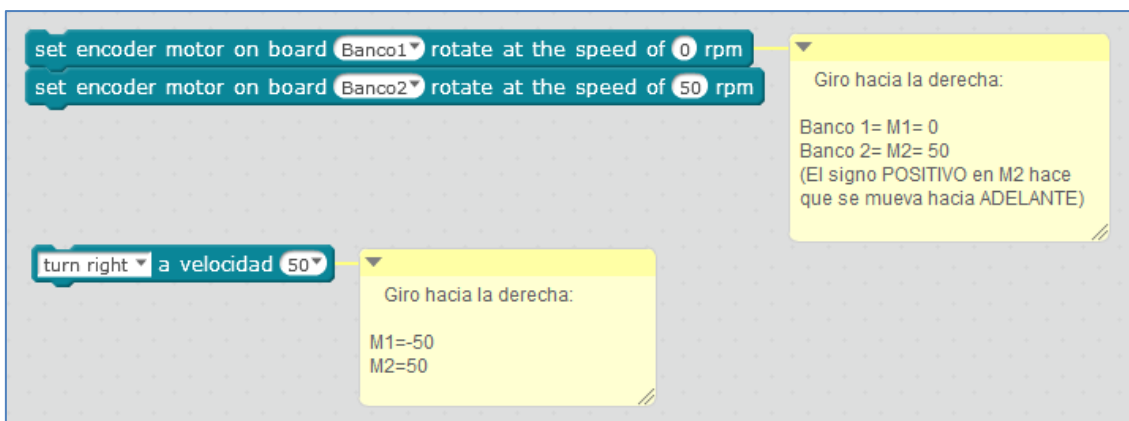 set encoder motor on board Banco1 rotate at the speed of 0 rpm
set encoder motor on board Banco2 rotate at the speed of 50 rpm
Giro hacia la derecha:
Banco 1= M1= 0
Banco 2= M2= 50
(El signo POSITIVO en M2 hace
que se mueva hacia ADELANTE)
turn right a velocidad 50
Giro hacia la derecha:
M1=-50
M2=50